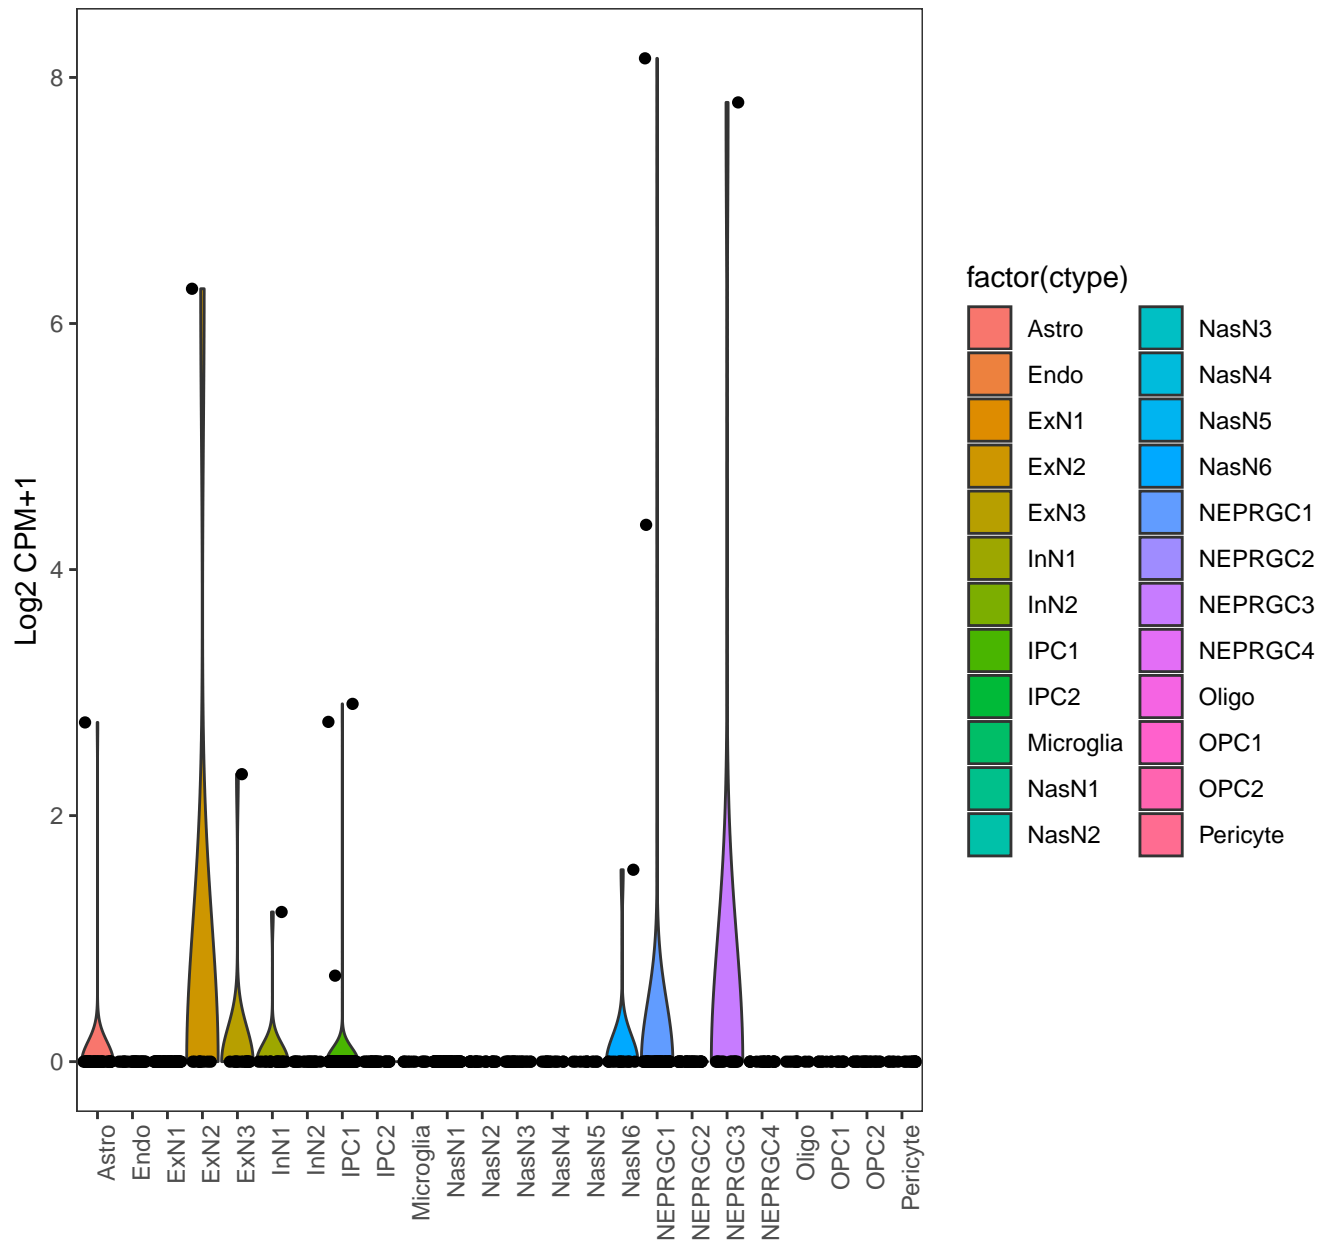 8
6
4
2
0
Log2 CPM+1
Astro
Endo
ExN1
ExN2
ExN3
InN1
InN2
IPC1
IPC2
Microglia
NasN1
NasN2
NasN3
NasN4
NasN5
NasN6
NEPRGC1
NEPRGC2
NEPRGC3
NEPRGC4
Oligo
OPC1
OPC2
Pericyte
factor(ctype)
Astro
Endo
ExN1
ExN2
ExN3
InN1
InN2
IPC1
IPC2
Microglia
NasN1
NasN2
NasN3
NasN4
NasN5
NasN6
NEPRGC1
NEPRGC2
NEPRGC3
NEPRGC4
Oligo
OPC1
OPC2
Pericyte